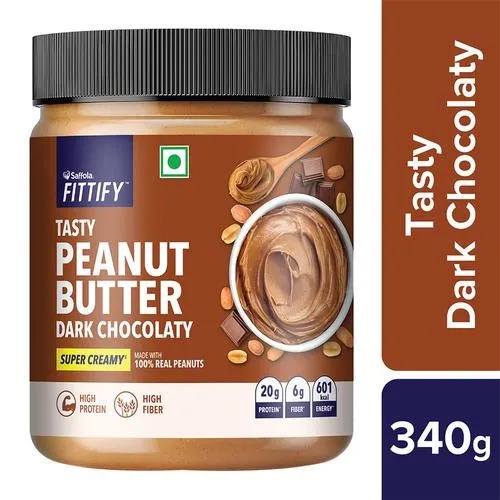 Saffola
FITTIFY™
TASTY
PEANUT
BUTTER
DARK CHOCOLATY
SUPER CREAMY*
MADE WITH
100% REAL PEANUTS
HIGH
PROTEIN
HIGH
FIBER
20g
PROTEIN*
6g
FIBER*
601
kcal
ENERGY*
Tasty
Dark Chocolaty
340g